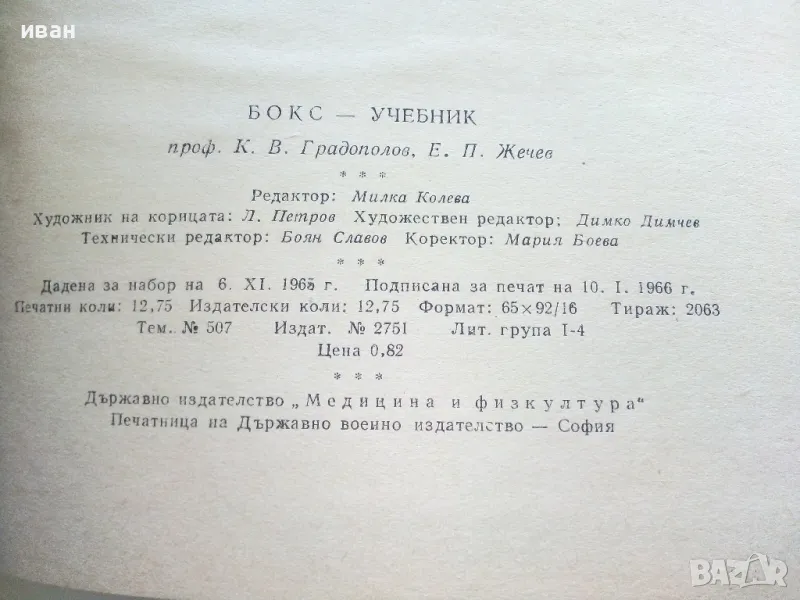 иван
БОКС — УЧЕБНИК
проф. К. В. Градополов, Е. П. Жечев
* * *
Редактор: Милка Колева
Художник на корицата: Л. Петров Художествен редактор: Димко Димчев
Технически редактор: Боян Славов Коректор: Мария Боева
* * *
Дадена за набор на 6. XI. 1965 г. Подписана за печат на 10. I. 1966 г.
Печатни коли: 12,75 Издателски коли: 12,75 Формат: 65×92/16 Тираж: 2063
Тем. № 507 Издат. № 2751 Лит. група I-4
Цена 0,82
* * *
Държавно издателство „Медицина и физкултура“
Печатница на Държавно военно издателство — София
BAZAR